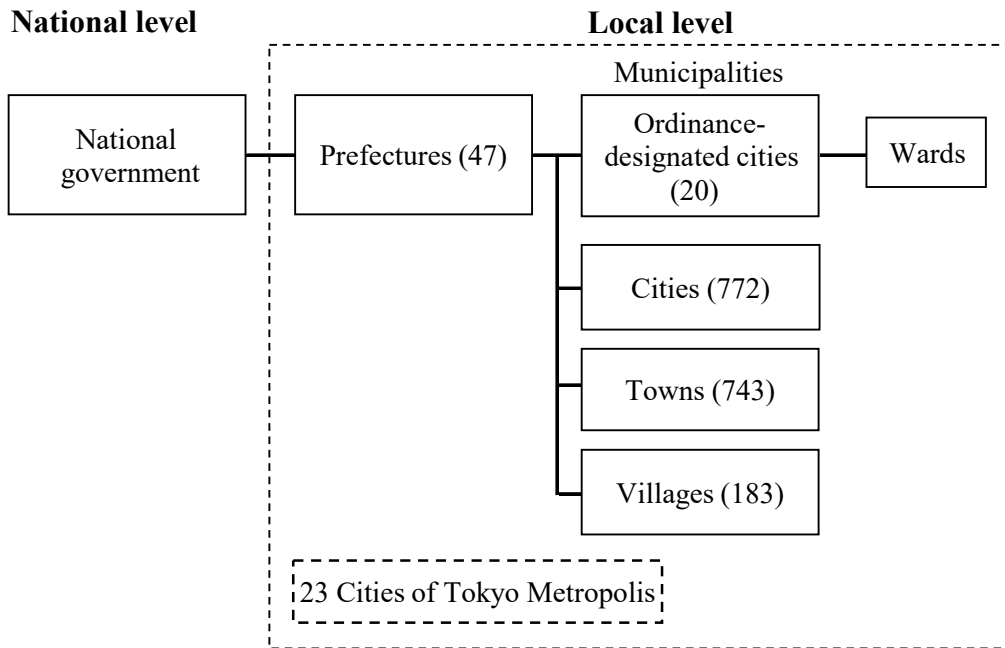 National level
Local level
Municipalities
National
government
Prefectures (47)
Ordinance-
designated cities
(20)
Wards
Cities (772)
Towns (743)
Villages (183)
23 Cities of Tokyo Metropolis